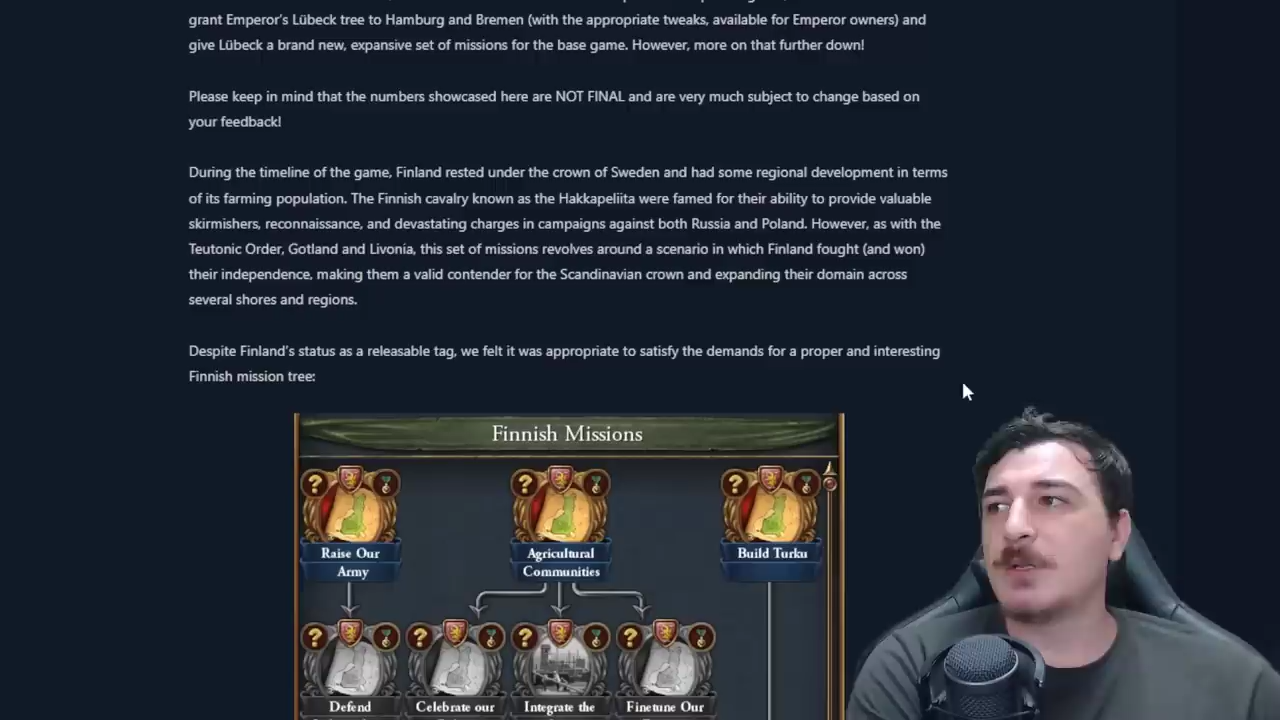 grant Emperor's Lübeck tree to Hamburg and Bremen (with the appropriate tweaks, available for Emperor owners) and
give Lübeck a brand new, expansive set of missions for the base game. However, more on that further down!
Please keep in mind that the numbers showcased here are NOT FINAL and are very much subject to change based on
your feedback!
During the timeline of the game, Finland rested under the crown of Sweden and had some regional development in terms
of its farming population. The Finnish cavalry known as the Hakkapeliita were famed for their ability to provide valuable
skirmishers, reconnaissance, and devastating charges in campaigns against both Russia and Poland. However, as with the
Teutonic Order, Gotland and Livonia, this set of missions revolves around a scenario in which Finland fought (and won)
their independence, making them a valid contender for the Scandinavian crown and expanding their domain across
several shores and regions.
Despite Finland's status as a releasable tag, we felt it was appropriate to satisfy the demands for a proper and interesting
Finnish mission tree:
Finnish Missions
Raise Our
Army
Agricultural
Communities
Build Turku
Defend
Celebrate our
Integrate the
Finetune Our